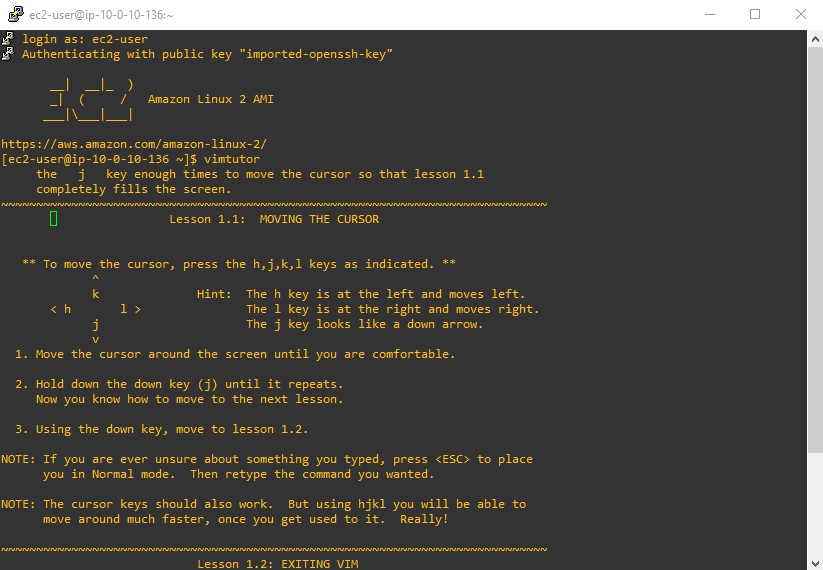 ec2-user@ip-10-0-10-136:~
login as: ec2-user
Authenticating with public key "imported-openssh-key"

       __|  __|_  )
       _|  (     /   Amazon Linux 2 AMI
      ___|\___|___|

https://aws.amazon.com/amazon-linux-2/
[ec2-user@ip-10-0-10-136 ~]$ vimtutor
     the   j   key enough times to move the cursor so that lesson 1.1
     completely fills the screen.
~~~~~~~~~~~~~~~~~~~~~~~~~~~~~~~~~~~~~~~~~~~~~~~~~~~~~~~~~~~~~~~~~~~~~~~~~~~~~~
                        Lesson 1.1:  MOVING THE CURSOR

   ** To move the cursor, press the h,j,k,l keys as indicated. **
             ^
             k              Hint:  The h key is at the left and moves left.
       < h       l >               The l key is at the right and moves right.
             j                     The j key looks like a down arrow.
             v
  1. Move the cursor around the screen until you are comfortable.

  2. Hold down the down key (j) until it repeats.
     Now you know how to move to the next lesson.

  3. Using the down key, move to lesson 1.2.

NOTE: If you are ever unsure about something you typed, press <ESC> to place
      you in Normal mode.  Then retype the command you wanted.

NOTE: The cursor keys should also work.  But using hjkl you will be able to
      move around much faster, once you get used to it.  Really!

~~~~~~~~~~~~~~~~~~~~~~~~~~~~~~~~~~~~~~~~~~~~~~~~~~~~~~~~~~~~~~~~~~~~~~~~~~~~~~
                            Lesson 1.2: EXITING VIM